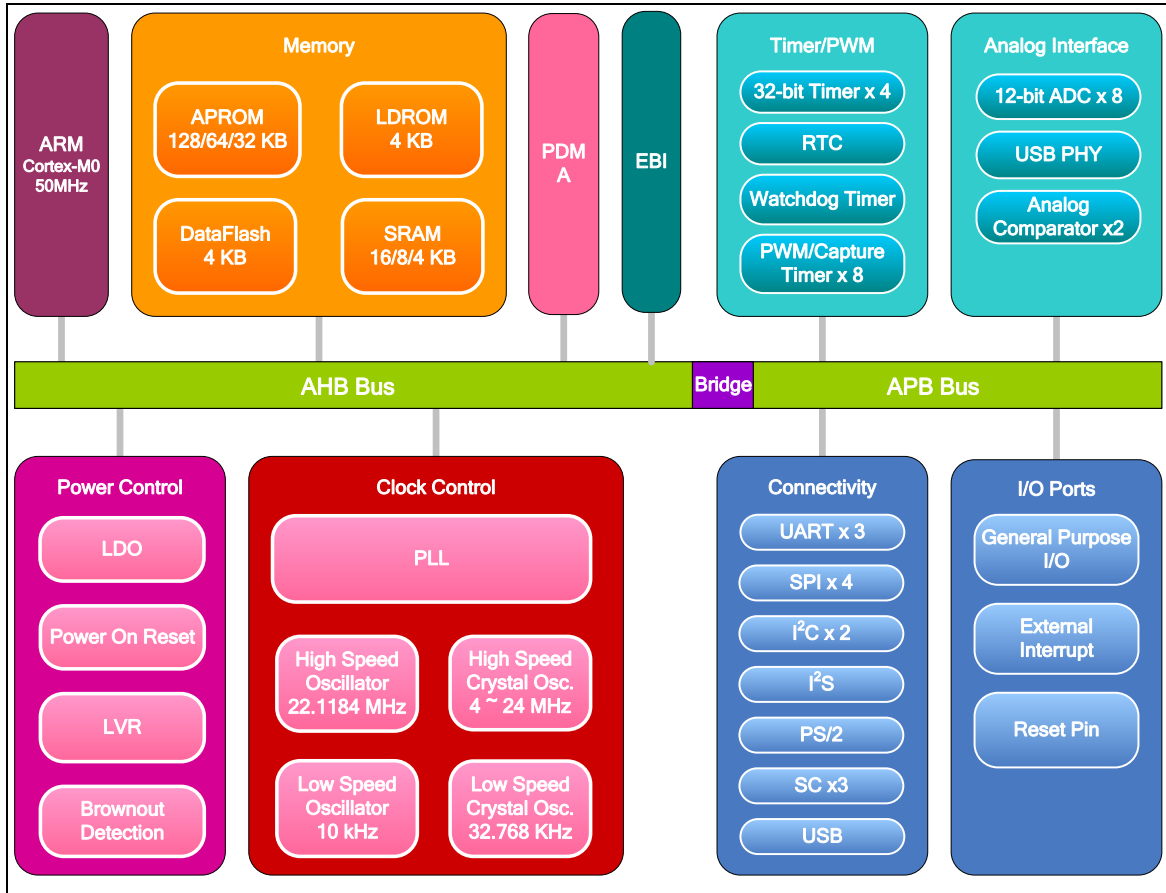 ARM
Cortex-M0
50MHz
Memory
APROM
128/64/32 KB
LDROM
4 KB
DataFlash
4 KB
SRAM
16/8/4 KB
PDM
A
EBI
Timer/PWM
32-bit Timer x 4
RTC
Watchdog Timer
PWM/Capture
Timer x 8
Analog Interface
12-bit ADC x 8
USB PHY
Analog
Comparator x2
AHB Bus
Bridge
APB Bus
Power Control
LDO
Power On Reset
LVR
Brownout
Detection
Clock Control
PLL
High Speed
Oscillator
22.1184 MHz
High Speed
Crystal Osc.
4 ~ 24 MHz
Low Speed
Oscillator
10 kHz
Low Speed
Crystal Osc.
32.768 KHz
Connectivity
UART x 3
SPI x 4
I²C x 2
I²S
PS/2
SC x3
USB
I/O Ports
General Purpose
I/O
External
Interrupt
Reset Pin